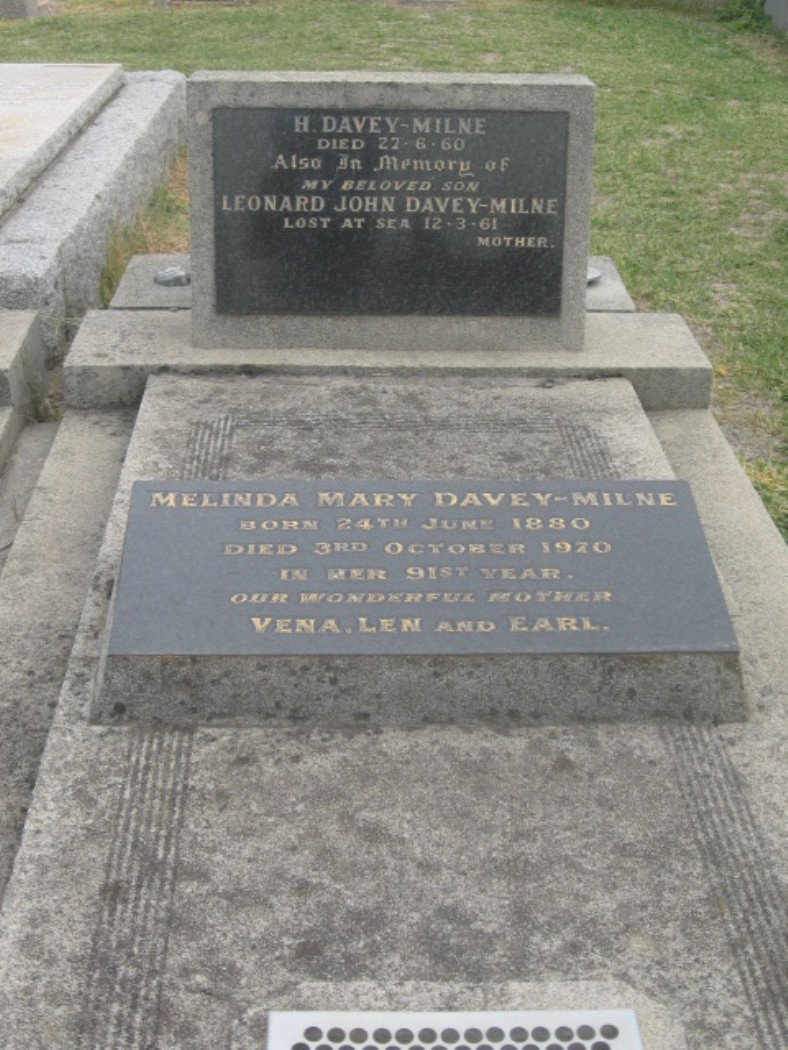 H. DAVEY-MILNE
DIED 27·6·60
Also In Memory of
MY BELOVED SON
LEONARD JOHN DAVEY-MILNE
LOST AT SEA 12-3-61
MOTHER.
MELINDA MARY DAVEY-MILNE
BORN 24TH JUNE 1880
DIED 3RD OCTOBER 1970
IN HER 91ST YEAR.
OUR WONDERFUL MOTHER
VENA, LEN AND EARL.